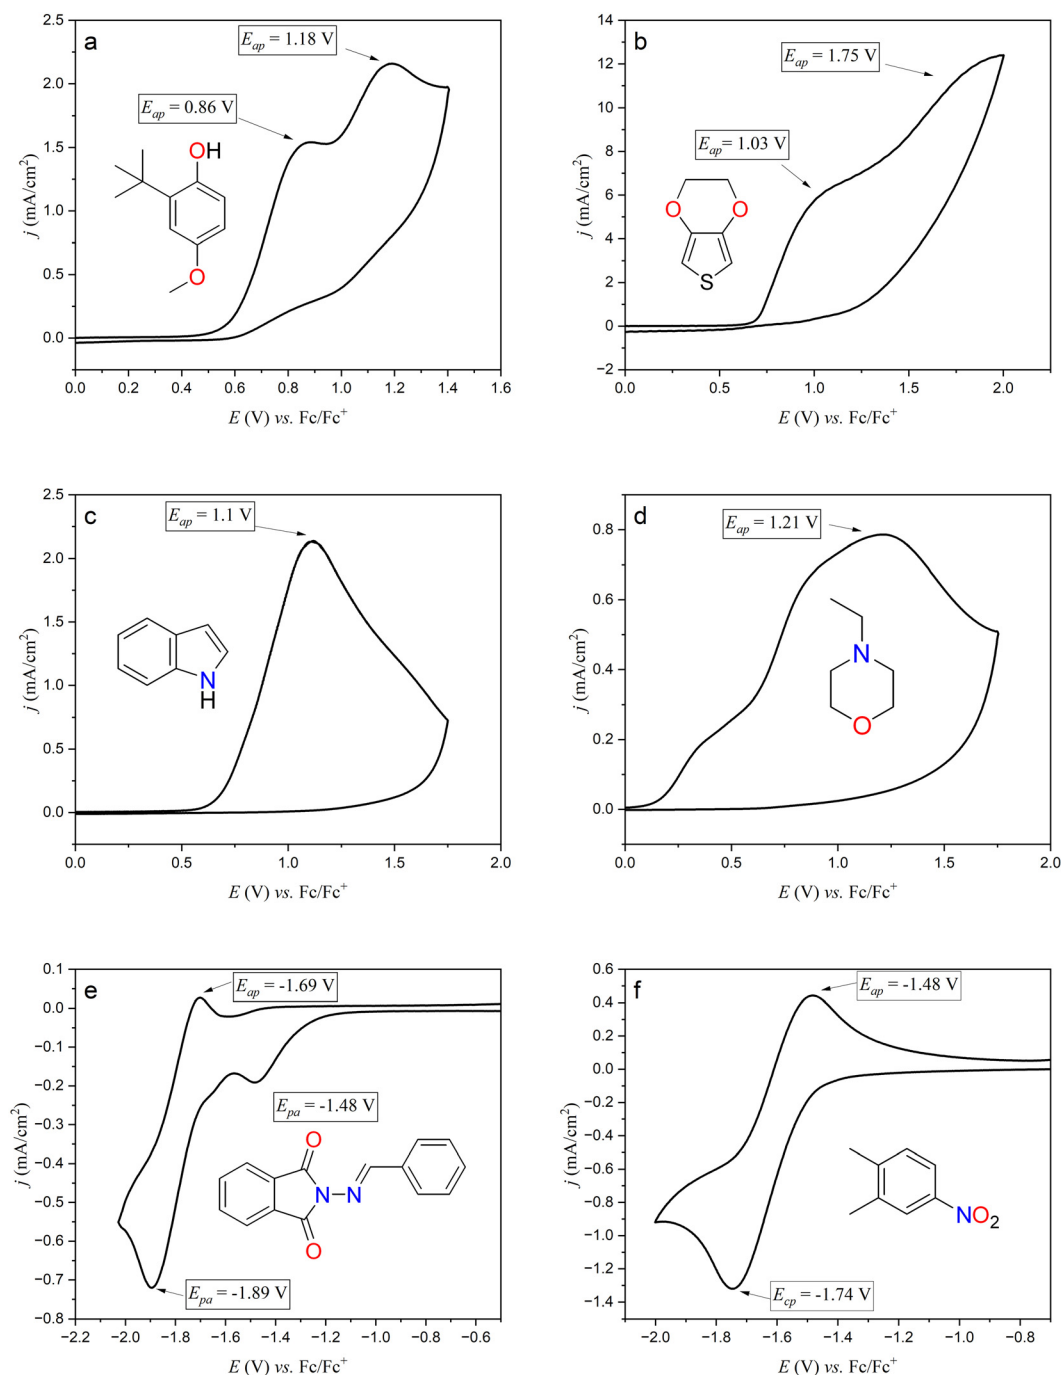 a
E_ap = 1.18 V
E_ap = 0.86 V
OH
O
j (mA/cm²)
2.5
2.0
1.5
1.0
0.5
0.0
0.0 0.2 0.4 0.6 0.8 1.0 1.2 1.4 1.6
E (V) vs. Fc/Fc⁺
b
E_ap = 1.75 V
E_ap = 1.03 V
O O
S
j (mA/cm²)
14
12
10
8
6
4
2
0
−2
0.0 0.5 1.0 1.5 2.0
E (V) vs. Fc/Fc⁺
c
E_ap = 1.1 V
N
H
j (mA/cm²)
2.5
2.0
1.5
1.0
0.5
0.0
0.0 0.5 1.0 1.5 2.0
E (V) vs. Fc/Fc⁺
d
E_ap = 1.21 V
N
O
j (mA/cm²)
0.8
0.6
0.4
0.2
0.0
0.0 0.5 1.0 1.5 2.0
E (V) vs. Fc/Fc⁺
e
E_ap = -1.69 V
E_pa = -1.48 V
O
N N
O
E_pa = -1.89 V
j (mA/cm²)
0.1
0.0
−0.1
−0.2
−0.3
−0.4
−0.5
−0.6
−0.7
−0.8
−2.2 −2.0 −1.8 −1.6 −1.4 −1.2 −1.0 −0.8 −0.6
E (V) vs. Fc/Fc⁺
f
E_ap = -1.48 V
NO₂
E_cp = -1.74 V
j (mA/cm²)
0.6
0.4
0.2
0.0
−0.2
−0.4
−0.6
−0.8
−1.0
−1.2
−1.4
−2.0 −1.8 −1.6 −1.4 −1.2 −1.0 −0.8
E (V) vs. Fc/Fc⁺